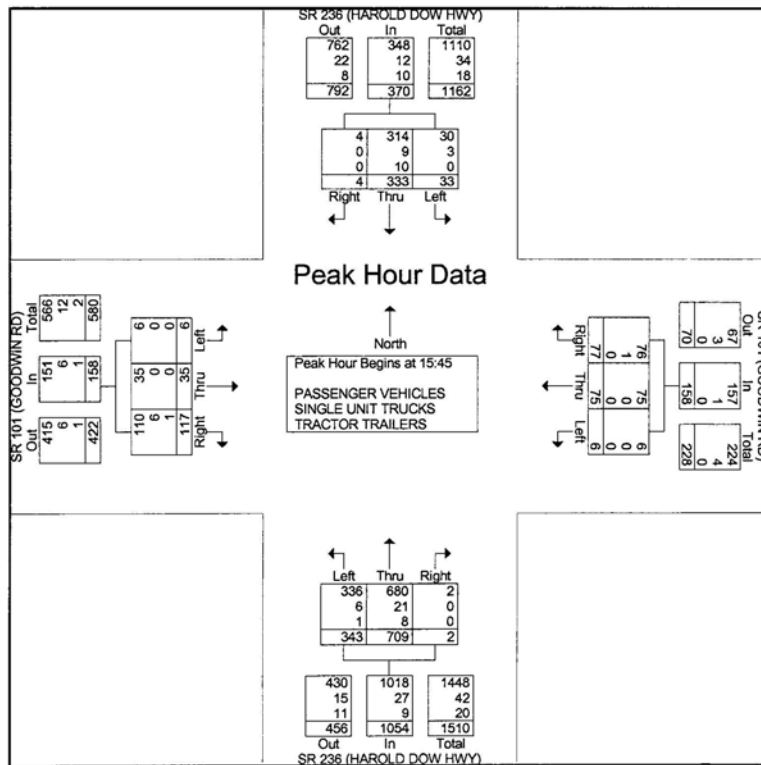 SR 236 (HAROLD DOW HWY)
Out In Total
762 348 1110
22 12 34
8 10 18
792 370 1162
4 314 30
0 9 3
0 10 0
4 333 33
Right Thru Left
Peak Hour Data
North
Peak Hour Begins at 15:45
PASSENGER VEHICLES
SINGLE UNIT TRUCKS
TRACTOR TRAILERS
SR 101 (GOODWIN RD)
Total In Out
566 151 415
12 6 6
2 1 1
580 158 422
6 35 110
0 0 6
0 0 1
6 35 117
Left Thru Right
Right Thru Left
76 75 6
1 0 0
0 0 0
77 75 6
Out In Total
67 157 224
3 1 4
0 0 0
70 158 228
Left Thru Right
336 680 2
6 21 0
1 8 0
343 709 2
430 1018 1448
15 27 42
11 9 20
456 1054 1510
Out In Total
SR 236 (HAROLD DOW HWY)